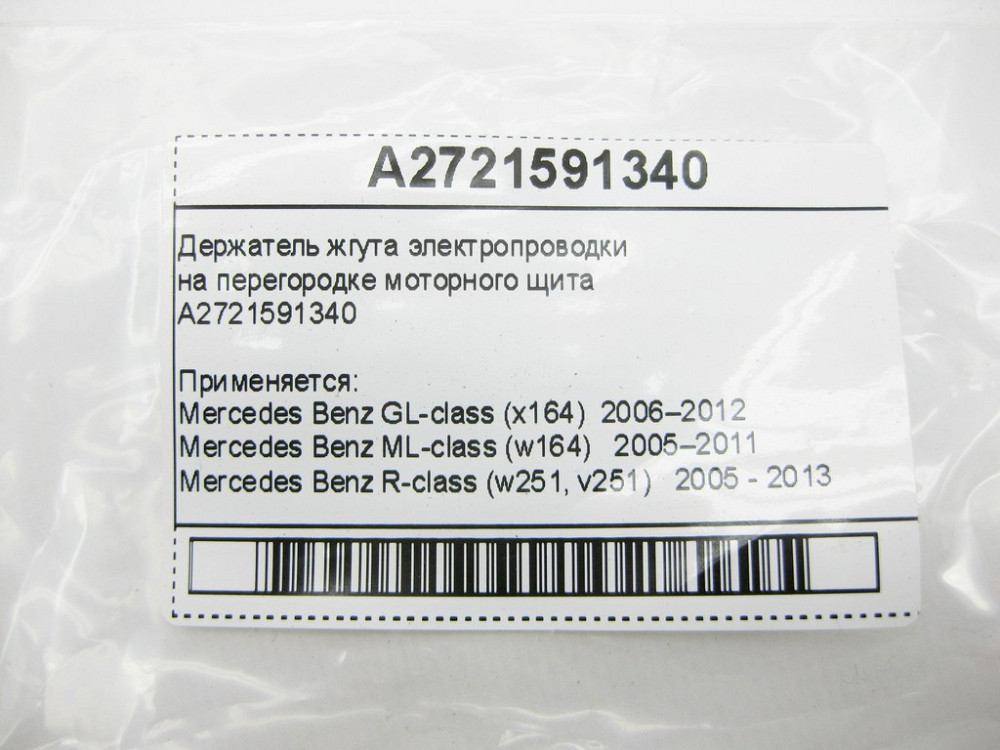 A2721591340
Держатель жгута электропроводки
на перегородке моторного щита
A2721591340
Применяется:
Mercedes Benz GL-class (x164) 2006–2012
Mercedes Benz ML-class (w164) 2005–2011
Mercedes Benz R-class (w251, v251) 2005 - 2013